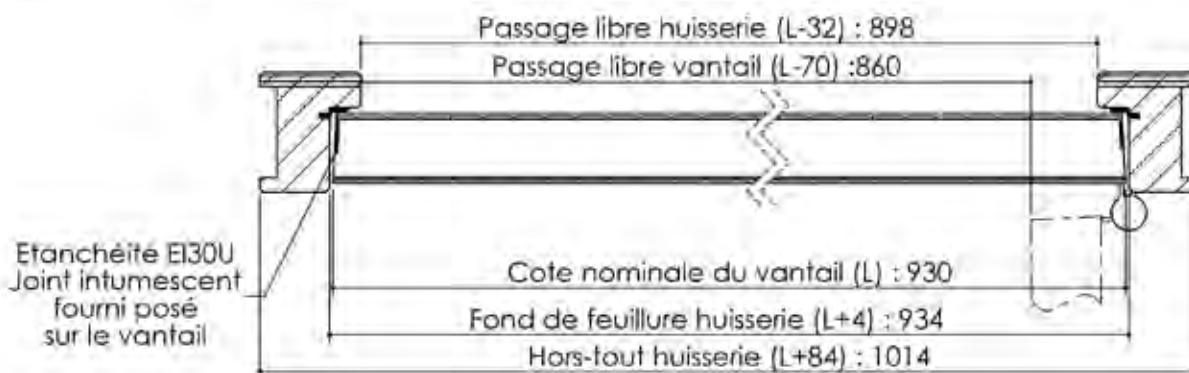 Passage libre huisserie (L-32) : 898
Passage libre vantail (L-70) :860
Etanchéité EI30U
Joint intumescent
fourni posé
sur le vantail
Cote nominale du vantail (L) : 930
Fond de feuillure huisserie (L+4) : 934
Hors-tout huisserie (L+84) : 1014